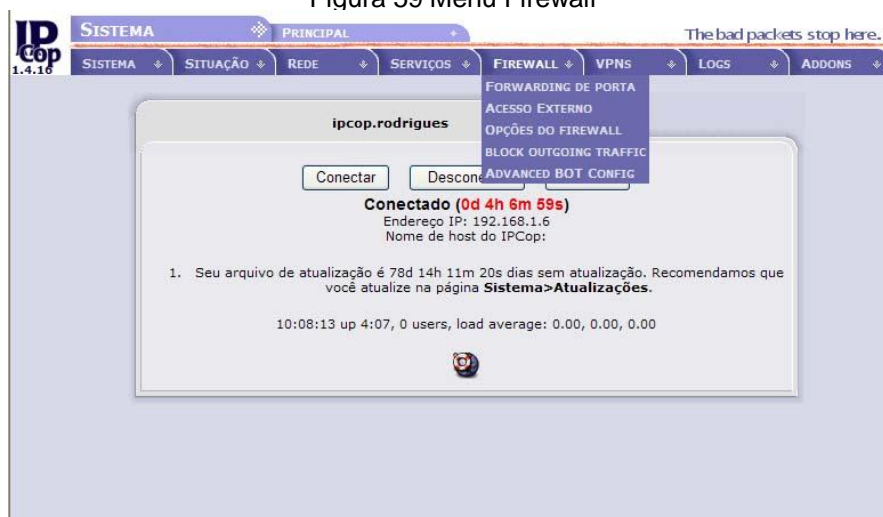 Figura 59 Menu Firewall
IP
Cop
1.4.16
SISTEMA
PRINCIPAL
The bad packets stop here.
SISTEMA SITUAÇÃO REDE SERVIÇOS FIREWALL VPNS LOGS ADDONS
FORWARDING DE PORTA
ACESSO EXTERNO
OPÇÕES DO FIREWALL
BLOCK OUTGOING TRAFFIC
ADVANCED BOT CONFIG
ipcop.rodrigues
Conectar
Conectado (0d 4h 6m 59s)
Endereço IP: 192.168.1.6
Nome de host do IPCop:
1. Seu arquivo de atualização é 78d 14h 11m 20s dias sem atualização. Recomendamos que
você atualize na página Sistema>Atualizações.
10:08:13 up 4:07, 0 users, load average: 0.00, 0.00, 0.00